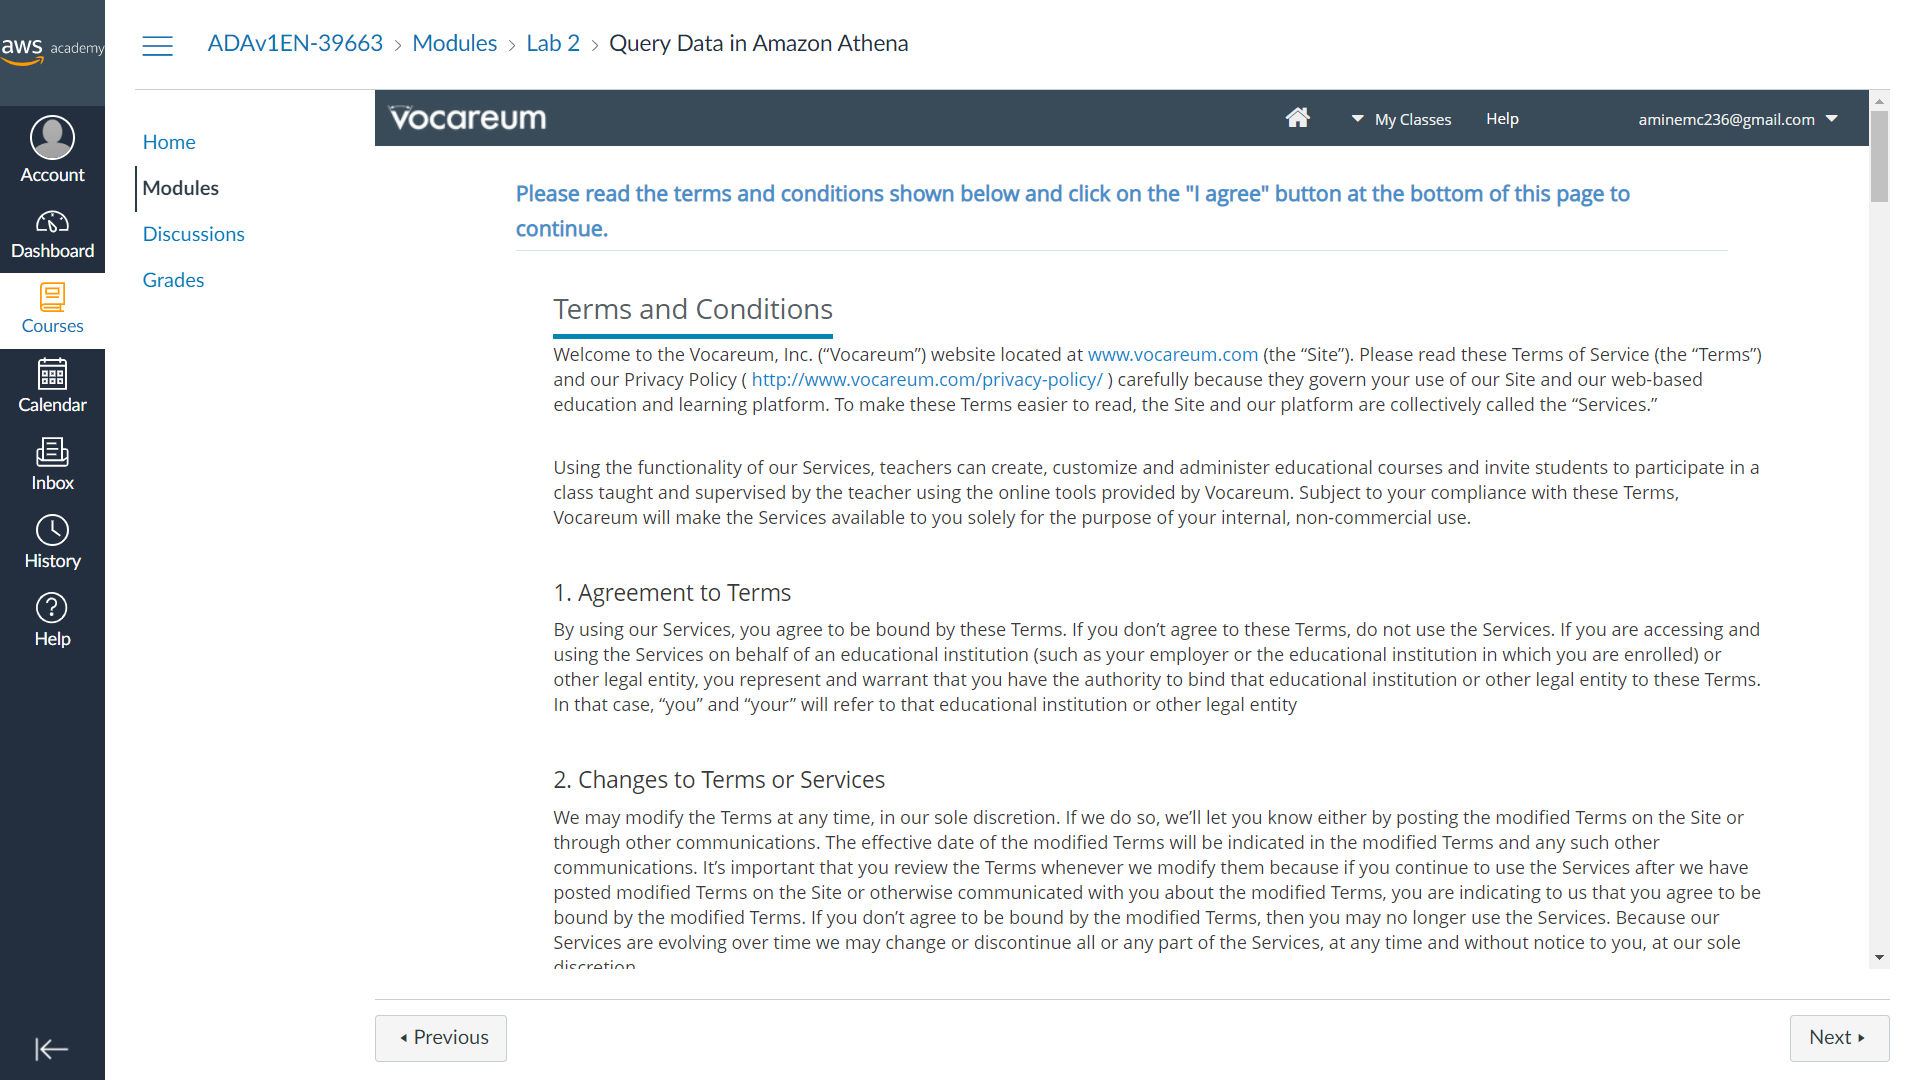 aws academy
Account
Dashboard
Courses
Calendar
Inbox
History
Help
ADAv1EN-39663 > Modules > Lab 2 > Query Data in Amazon Athena
Home
Modules
Discussions
Grades
Vocareum
My Classes
Help
aminemc236@gmail.com
Please read the terms and conditions shown below and click on the "I agree" button at the bottom of this page to
continue.
Terms and Conditions
Welcome to the Vocareum, Inc. (“Vocareum”) website located at www.vocareum.com (the “Site”). Please read these Terms of Service (the “Terms”)
and our Privacy Policy ( http://www.vocareum.com/privacy-policy/ ) carefully because they govern your use of our Site and our web-based
education and learning platform. To make these Terms easier to read, the Site and our platform are collectively called the “Services.”
Using the functionality of our Services, teachers can create, customize and administer educational courses and invite students to participate in a
class taught and supervised by the teacher using the online tools provided by Vocareum. Subject to your compliance with these Terms,
Vocareum will make the Services available to you solely for the purpose of your internal, non-commercial use.
1. Agreement to Terms
By using our Services, you agree to be bound by these Terms. If you don’t agree to these Terms, do not use the Services. If you are accessing and
using the Services on behalf of an educational institution (such as your employer or the educational institution in which you are enrolled) or
other legal entity, you represent and warrant that you have the authority to bind that educational institution or other legal entity to these Terms.
In that case, “you” and “your” will refer to that educational institution or other legal entity
2. Changes to Terms or Services
We may modify the Terms at any time, in our sole discretion. If we do so, we’ll let you know either by posting the modified Terms on the Site or
through other communications. The effective date of the modified Terms will be indicated in the modified Terms and any such other
communications. It’s important that you review the Terms whenever we modify them because if you continue to use the Services after we have
posted modified Terms on the Site or otherwise communicated with you about the modified Terms, you are indicating to us that you agree to be
bound by the modified Terms. If you don’t agree to be bound by the modified Terms, then you may no longer use the Services. Because our
Services are evolving over time we may change or discontinue all or any part of the Services, at any time and without notice to you, at our sole
discretion.
Previous
Next